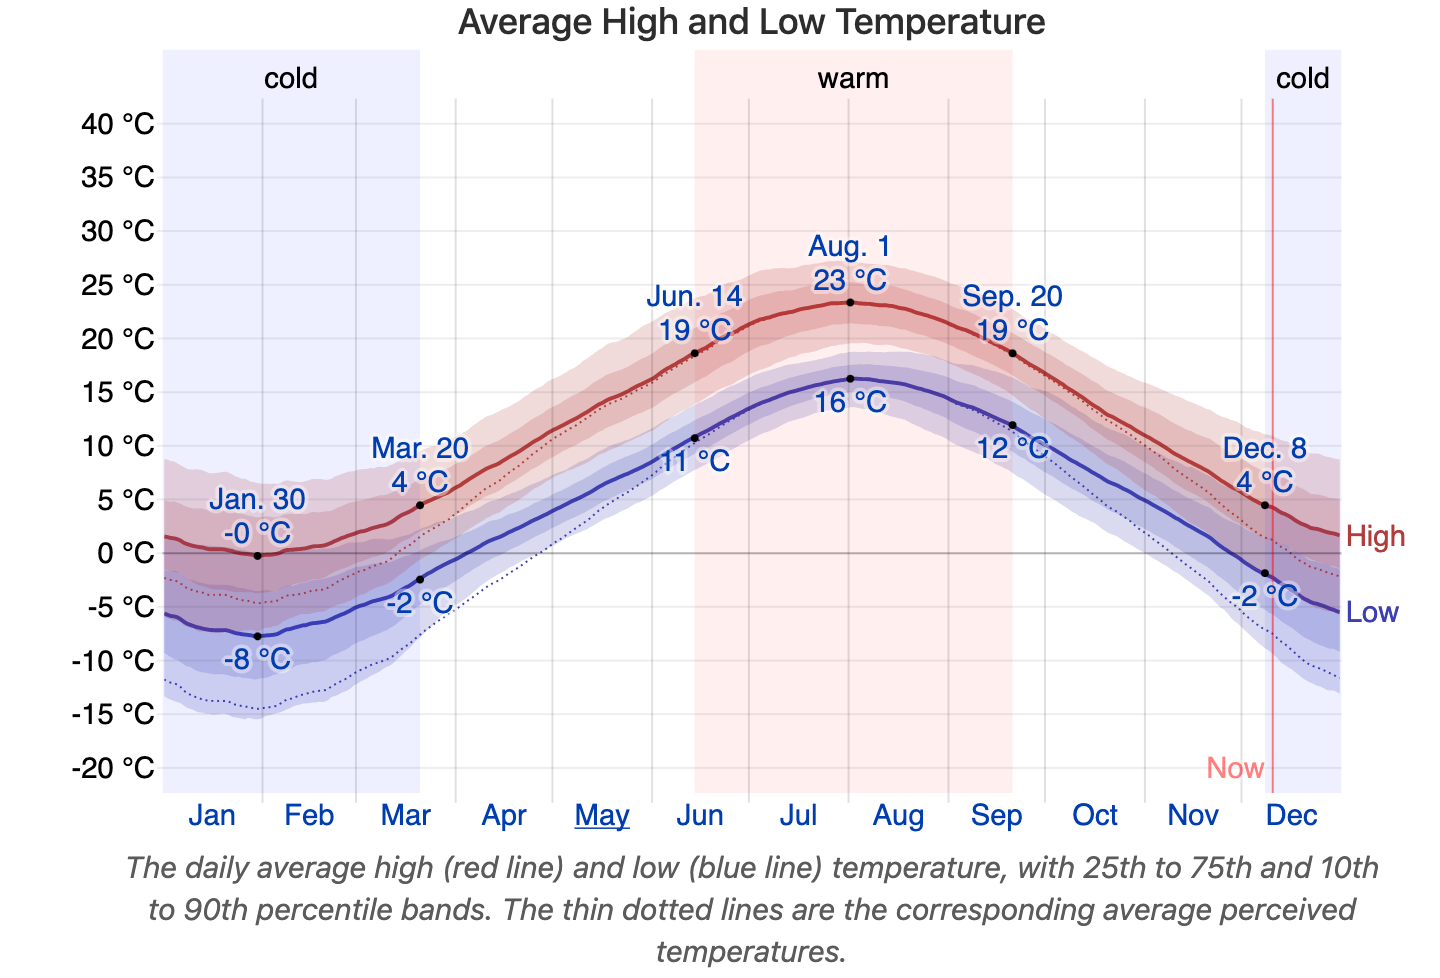 Average High and Low Temperature
cold
warm
cold
40 °C
35 °C
30 °C
25 °C
20 °C
15 °C
10 °C
5 °C
0 °C
-5 °C
-10 °C
-15 °C
-20 °C
Jan. 30
-0 °C
-8 °C
Mar. 20
4 °C
-2 °C
Jun. 14
19 °C
11 °C
Aug. 1
23 °C
16 °C
Sep. 20
19 °C
12 °C
Dec. 8
4 °C
-2 °C
High
Low
Now
Jan Feb Mar Apr May Jun Jul Aug Sep Oct Nov Dec
The daily average high (red line) and low (blue line) temperature, with 25th to 75th and 10th
to 90th percentile bands. The thin dotted lines are the corresponding average perceived
temperatures.